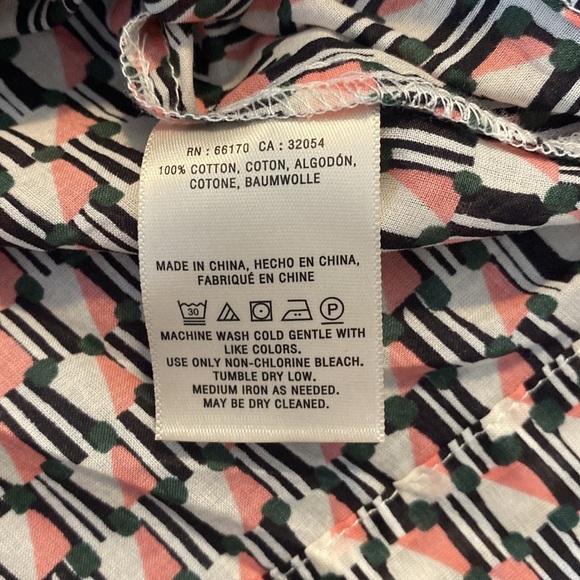 RN : 66170 CA : 32054
100% COTTON, COTON, ALGODÓN,
COTONE, BAUMWOLLE
MADE IN CHINA, HECHO EN CHINA,
FABRIQUÉ EN CHINE
30 P
MACHINE WASH COLD GENTLE WITH
LIKE COLORS.
USE ONLY NON-CHLORINE BLEACH.
TUMBLE DRY LOW.
MEDIUM IRON AS NEEDED.
MAY BE DRY CLEANED.